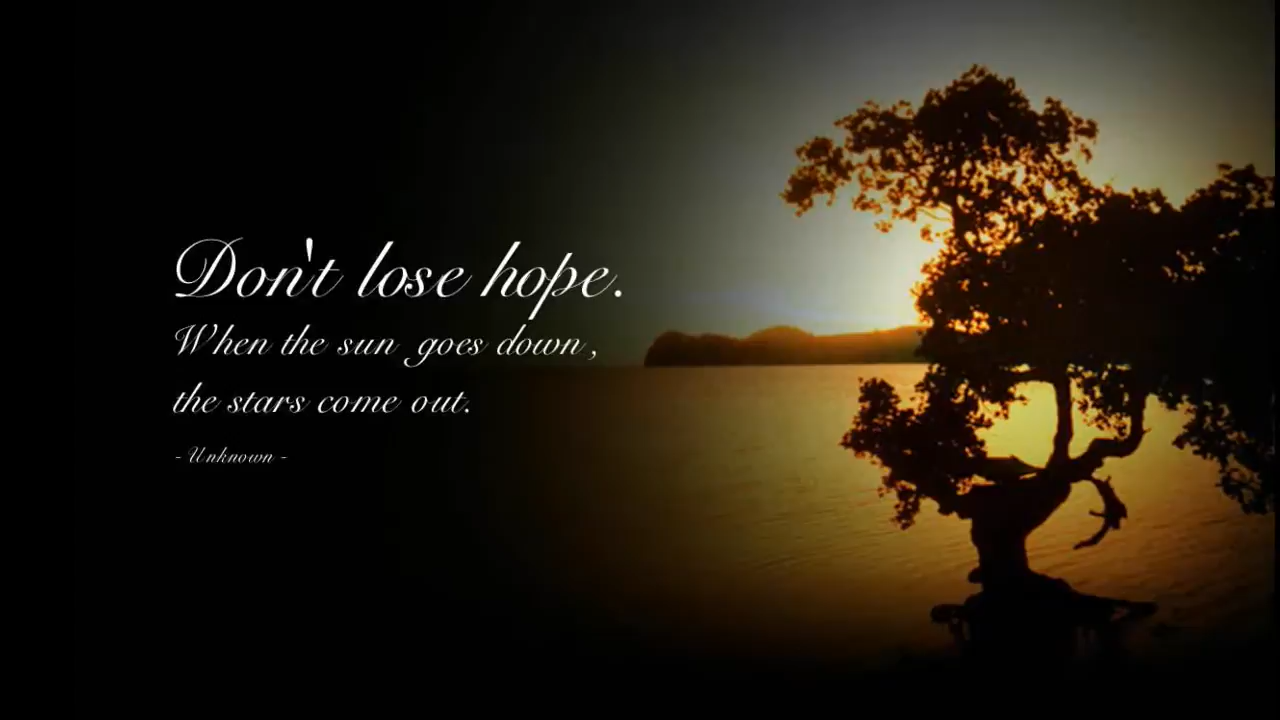 Don't lose hope.
When the sun goes down,
the stars come out.
- Unknown -